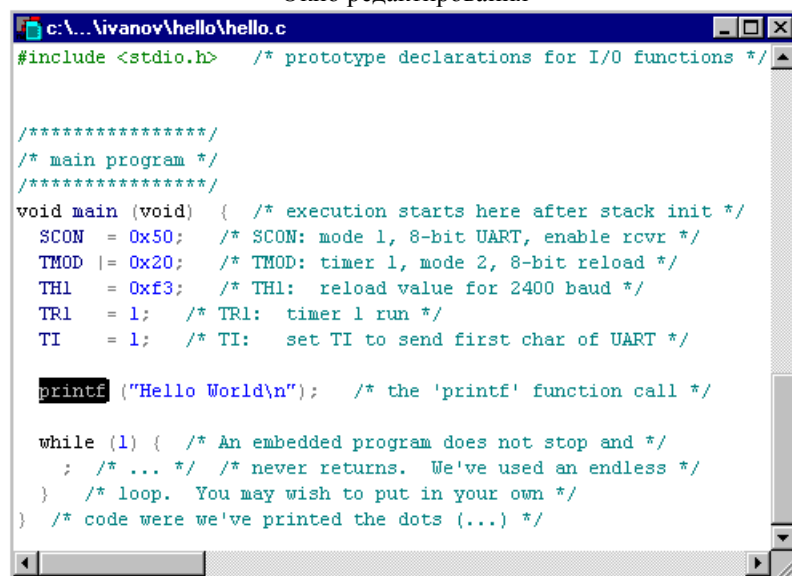 Окно редактирования
c:\...\ivanov\hello\hello.c
#include <stdio.h>   /* prototype declarations for I/O functions */
/****************/
/* main program */
/****************/
void main (void)  {  /* execution starts here after stack init */
  SCON  = 0x50;   /* SCON: mode 1, 8-bit UART, enable rcvr */
  TMOD |= 0x20;   /* TMOD: timer 1, mode 2, 8-bit reload */
  TH1   = 0xf3;   /* TH1:  reload value for 2400 baud */
  TR1   = 1;   /* TR1:  timer 1 run */
  TI    = 1;   /* TI:   set TI to send first char of UART */
  printf ("Hello World\n");   /* the 'printf' function call */
  while (1) {  /* An embedded program does not stop and */
    ;  /* ... */  /* never returns.  We've used an endless */
  }   /* loop.  You may wish to put in your own */
}  /* code were we've printed the dots (...) */